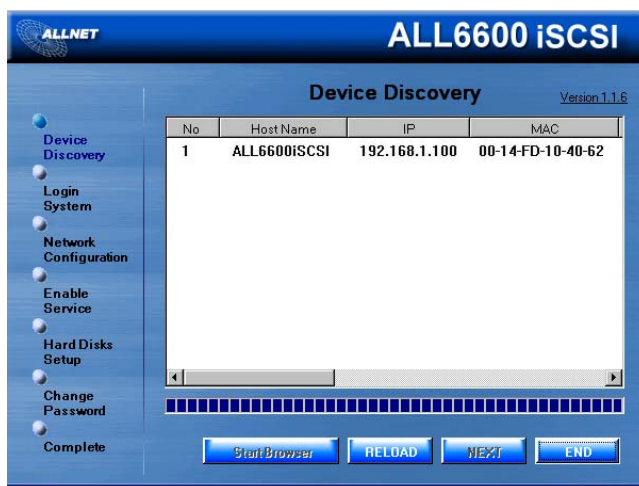 ALLNET
ALL6600 iSCSI
Device Discovery
Version 1.1.6
Device
Discovery
Login
System
Network
Configuration
Enable
Service
Hard Disks
Setup
Change
Password
Complete
No Host Name IP MAC
1 ALL6600iSCSI 192.168.1.100 00-14-FD-10-40-62
Start Browser RELOAD NEXT END